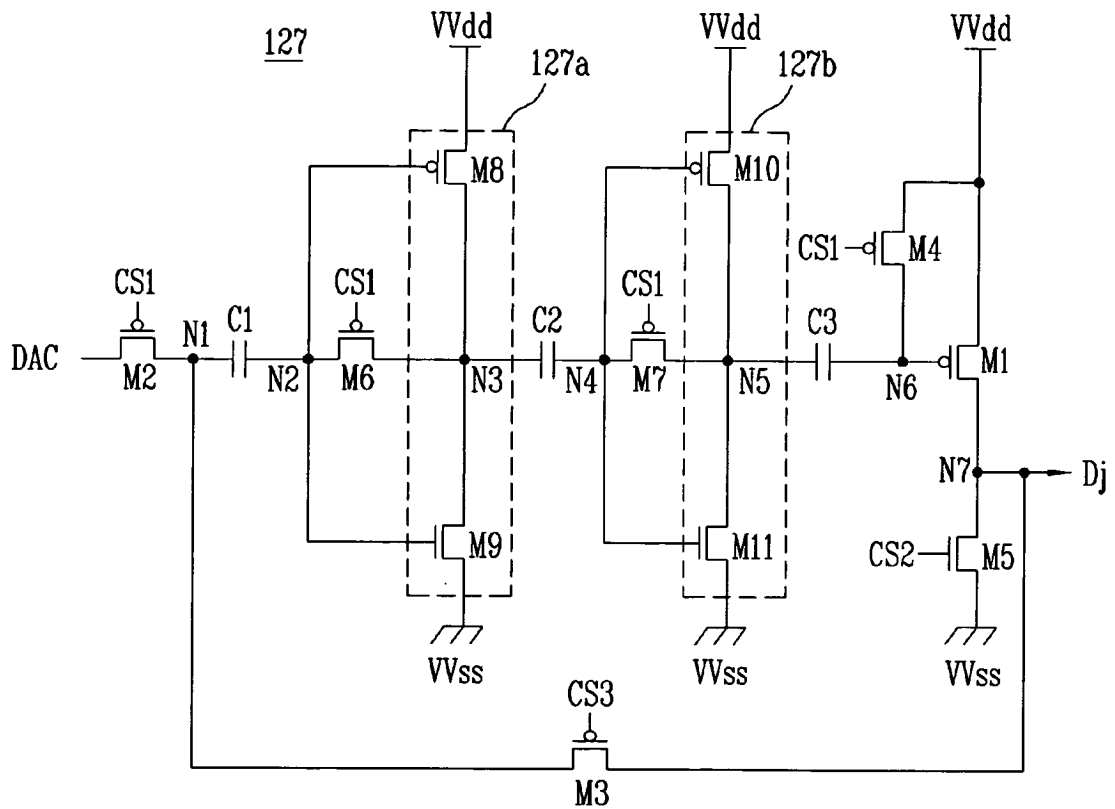 127
VVdd
VVdd
VVdd
127a
127b
M8
M10
CS1
M4
CS1
CS1
CS1
DAC
M2
N1
C1
N2
M6
N3
C2
N4
M7
N5
C3
N6
M1
N7
Dj
M9
M11
CS2
M5
VVss
VVss
VVss
CS3
M3